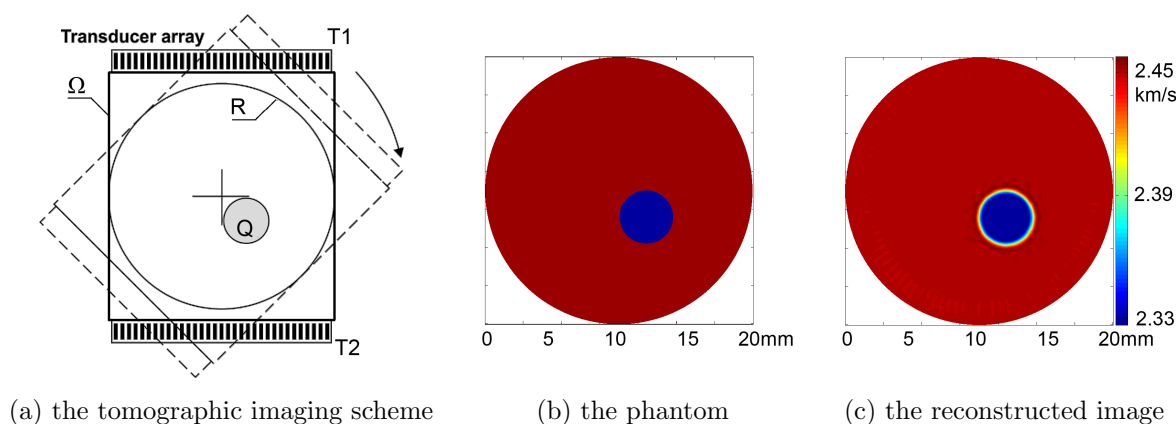 Transducer array
T1
Ω
R
Q
T2
0 5 10 15 20mm
0 5 10 15 20mm
2.45
km/s
2.39
2.33
(a) the tomographic imaging scheme
(b) the phantom
(c) the reconstructed image